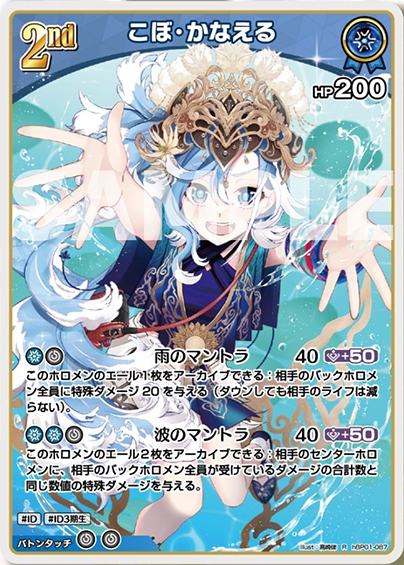 2nd
こぼ・かなえる
HP 200
SAMPLE
雨のマントラ 40 +50
このホロメンのエール1枚をアーカイブできる：相手のバックホロメ
ン全員に特殊ダメージ20を与える（ダウンしても相手のライフは減
らない）。
波のマントラ 40 +50
このホロメンのエール2枚をアーカイブできる：相手のセンターホロ
メンに、相手のバックホロメン全員が受けているダメージの合計数と
同じ数値の特殊ダメージを与える。
#ID #ID3期生
バトンタッチ
Illust：高崎律 R hBP01-087